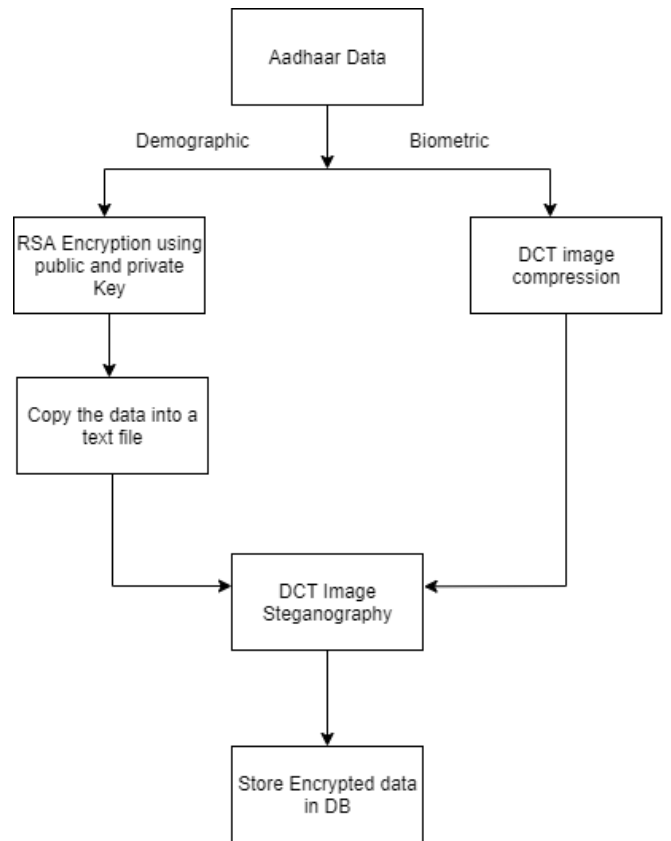 Aadhaar Data
Demographic
Biometric
RSA Encryption using
public and private
Key
DCT image
compression
Copy the data into a
text file
DCT Image
Steganography
Store Encrypted data
in DB